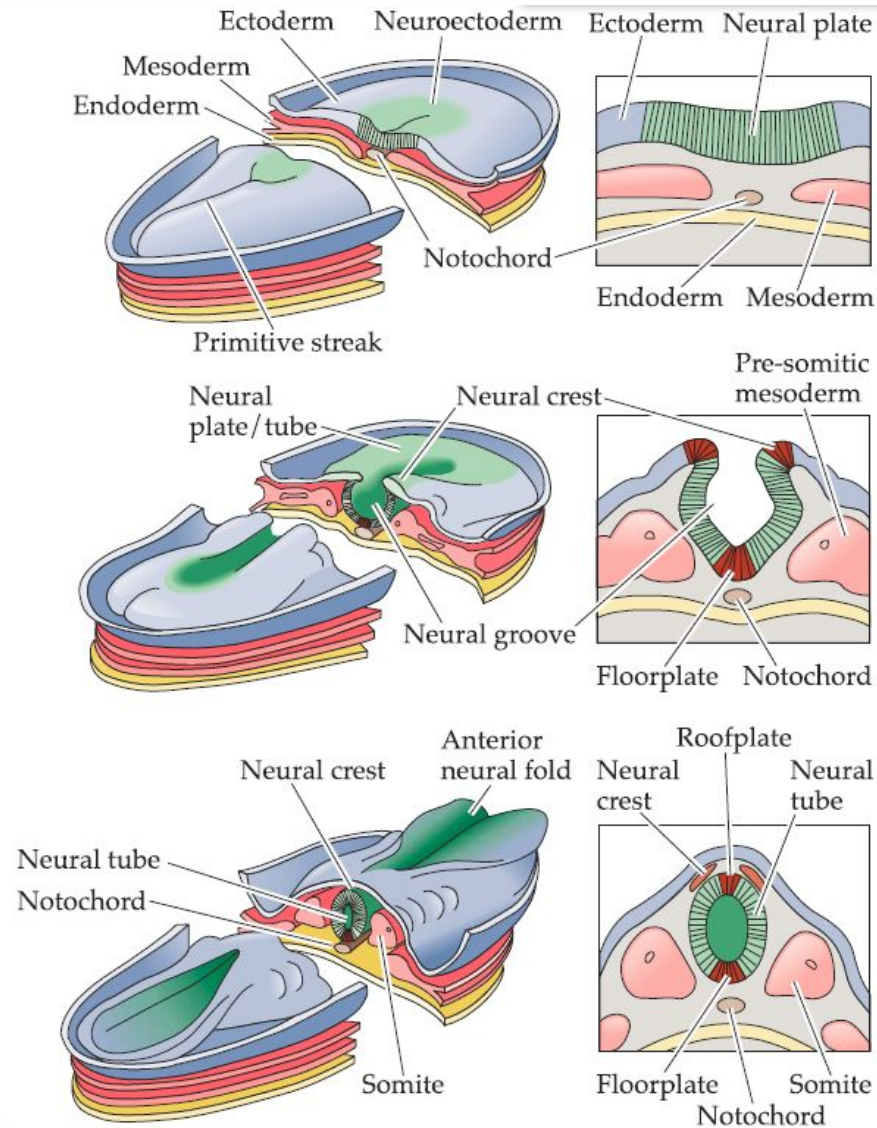 Ectoderm Neuroectoderm Ectoderm Neural plate
Mesoderm
Endoderm
Notochord
Endoderm Mesoderm
Primitive streak
Pre-somitic
mesoderm
Neural
plate/tube
Neural crest
Neural groove
Floorplate Notochord
Anterior
neural fold
Neural crest
Roofplate
Neural
crest
Neural
tube
Neural tube
Notochord
Somite
Floorplate Somite
Notochord